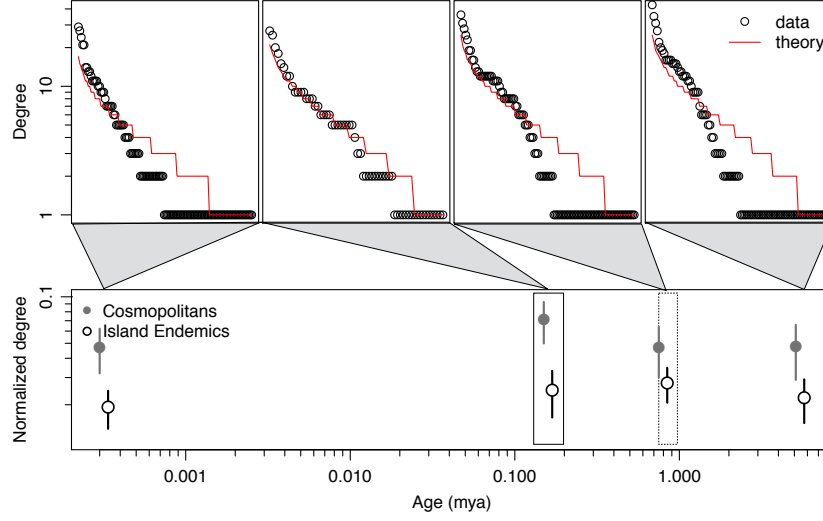 data
theory
Degree
10
1
Normalized degree
0.1
Cosmopolitans
Island Endemics
0.001 0.010 0.100 1.000
Age (mya)